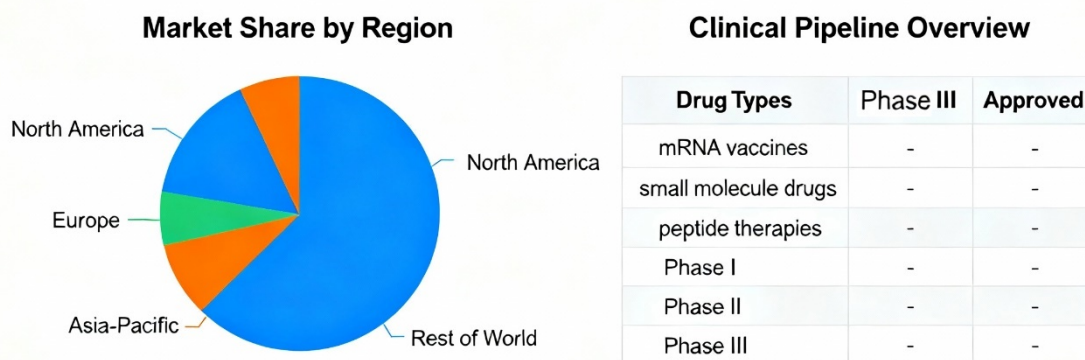 Market Share by Region
North America
North America
Europe
Asia-Pacific
Rest of World
Clinical Pipeline Overview
Drug Types Phase III Approved
mRNA vaccines - -
small molecule drugs - -
peptide therapies - -
Phase I - -
Phase II - -
Phase III - -